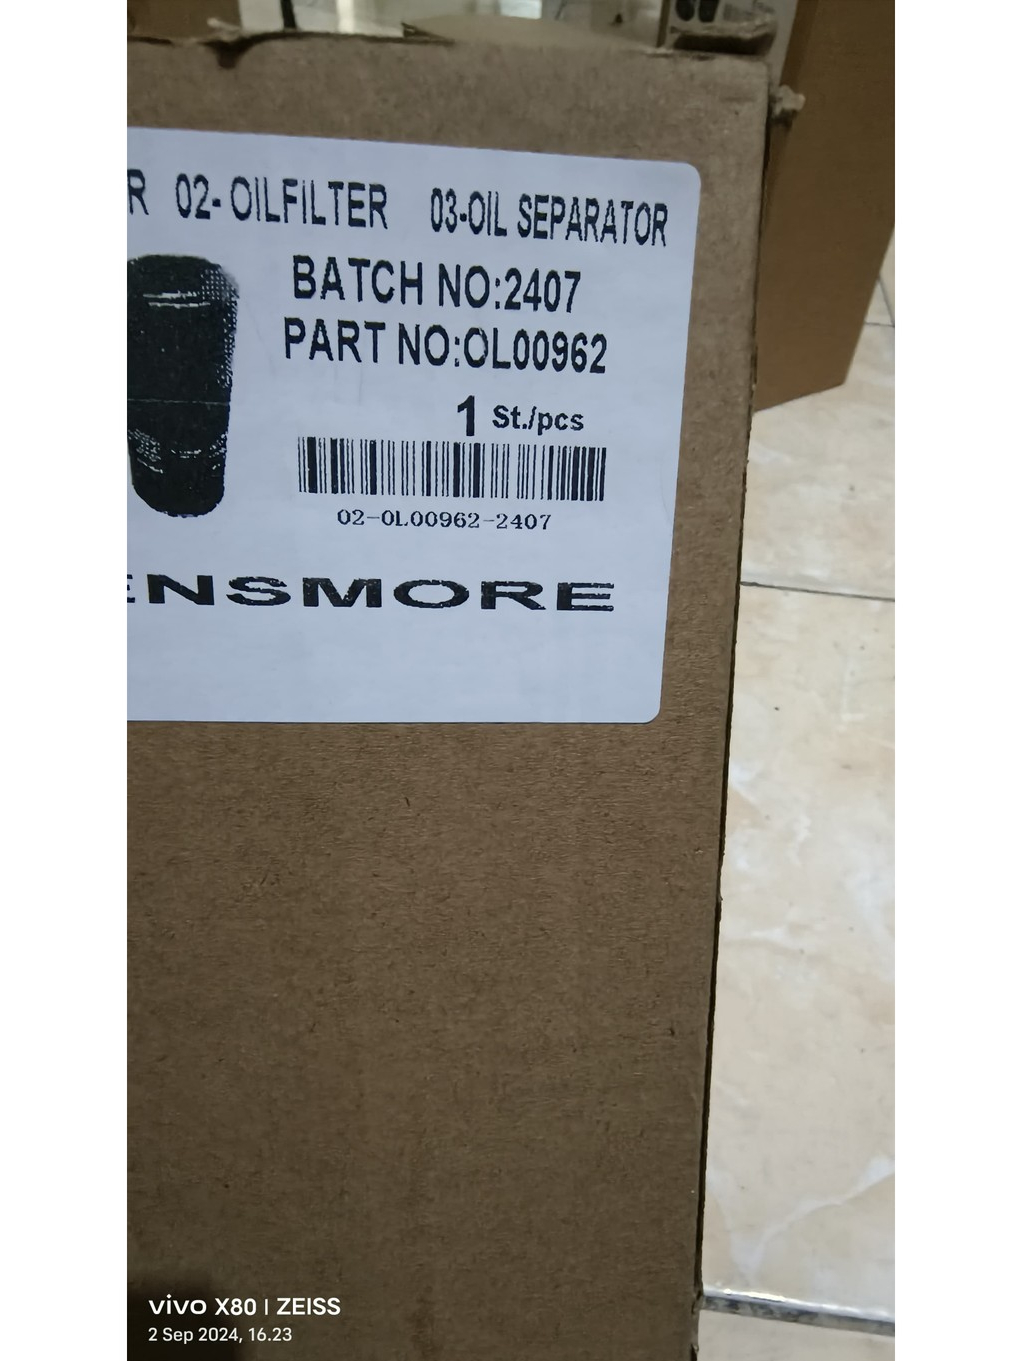 R 02- OILFILTER 03-OIL SEPARATOR
BATCH NO:2407
PART NO:OL00962
1 St./pcs
02-OL00962-2407
ENSMORE
vivo X80 | ZEISS
2 Sep 2024, 16.23